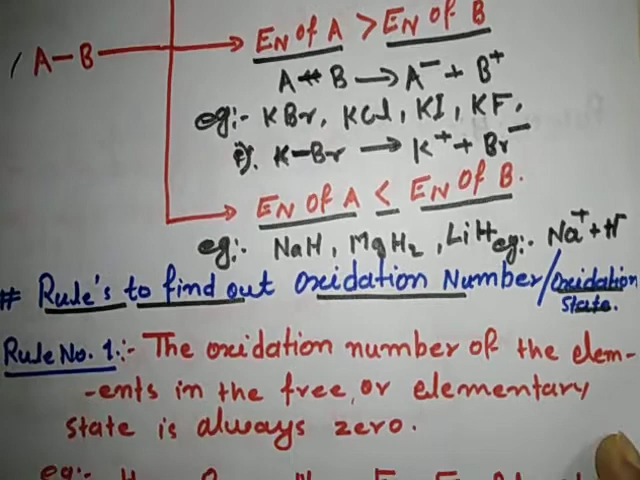 A-B → EN of A > EN of B
A B → A⁻ + B⁺
eg:- KBr, KCl, KI, KF,
K-Br → K⁺ + Br⁻
EN of A < EN of B.
eg:- NaH, MgH₂, LiH eg:- Na⁺ + H⁻
# Rule's to find out Oxidation Number/Oxidation
State.
Rule No. 1:- The oxidation number of the elem-
-ents in the free, or elementary
state is always zero.
eg:-